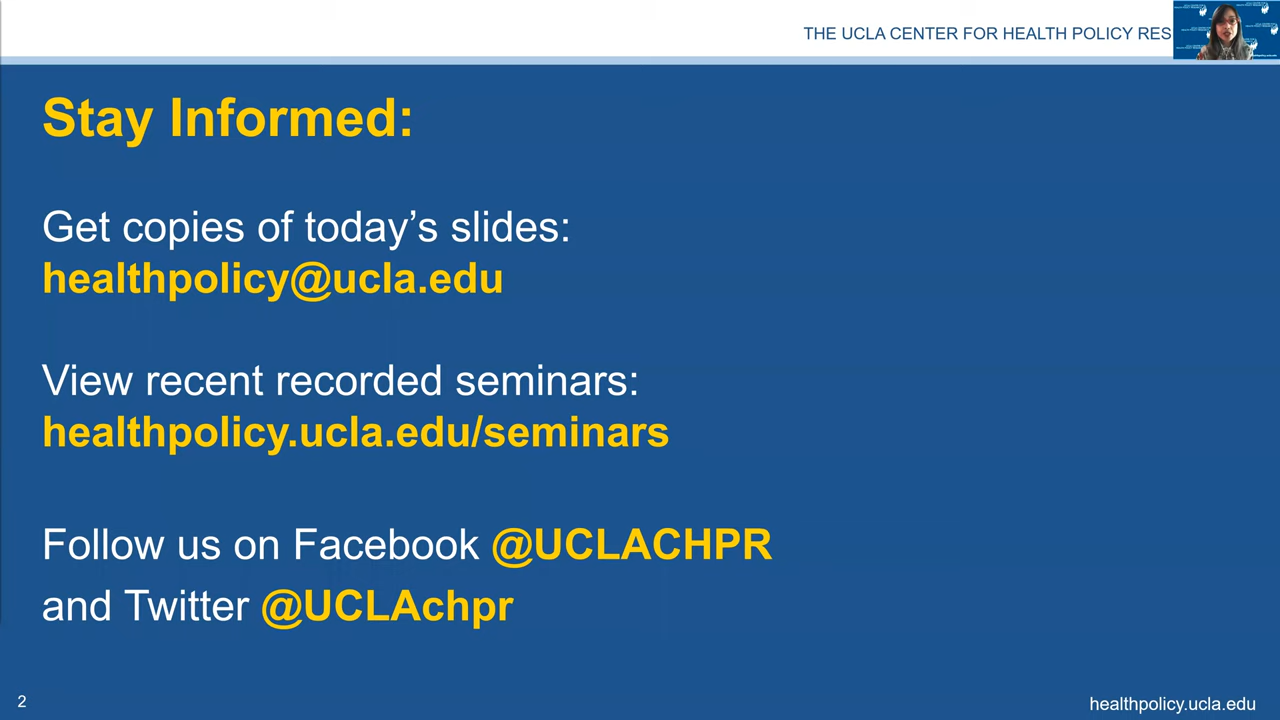 THE UCLA CENTER FOR HEALTH POLICY RES
Stay Informed:
Get copies of today’s slides:
healthpolicy@ucla.edu
View recent recorded seminars:
healthpolicy.ucla.edu/seminars
Follow us on Facebook @UCLACHPR
and Twitter @UCLAchpr
2
healthpolicy.ucla.edu